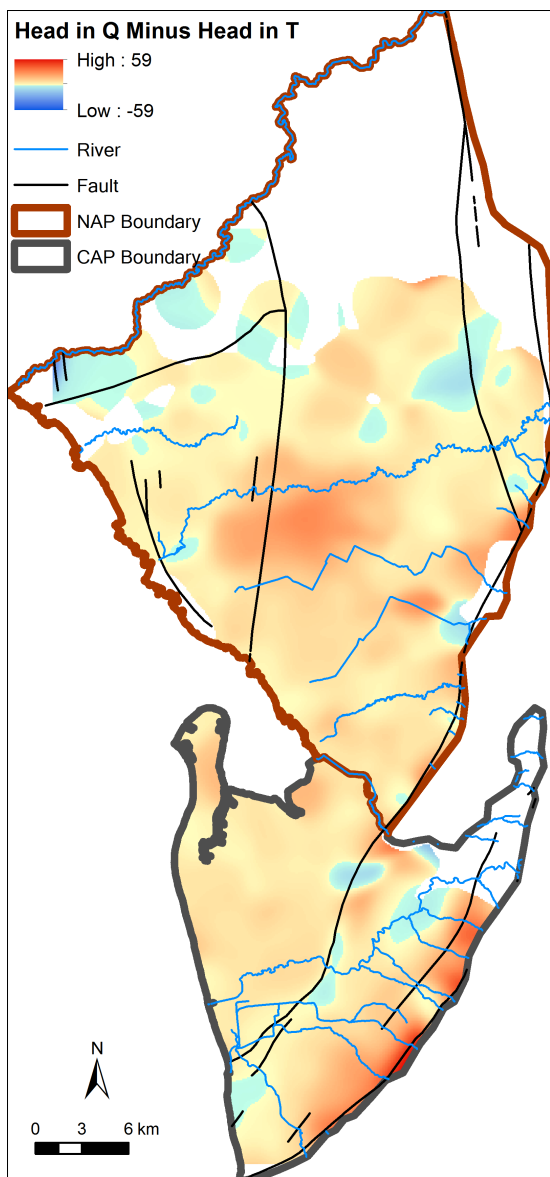 Head in Q Minus Head in T
High : 59
Low : -59
River
Fault
NAP Boundary
CAP Boundary
N
0 3 6 km